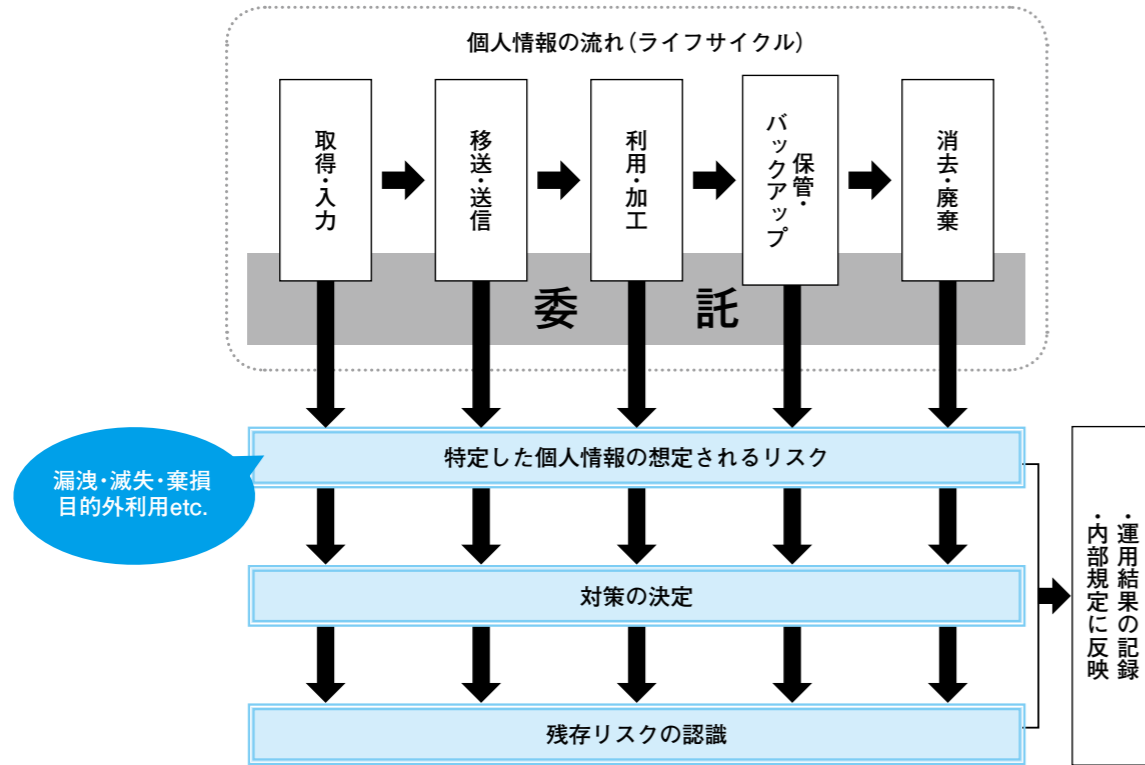 個人情報の流れ(ライフサイクル)
取得・入力
移送・送信
利用・加工
保管・
バックアップ
消去・廃棄
委託
特定した個人情報の想定されるリスク
漏洩・滅失・棄損
目的外利用etc.
対策の決定
残存リスクの認識
・運用結果の記録
・内部規定に反映